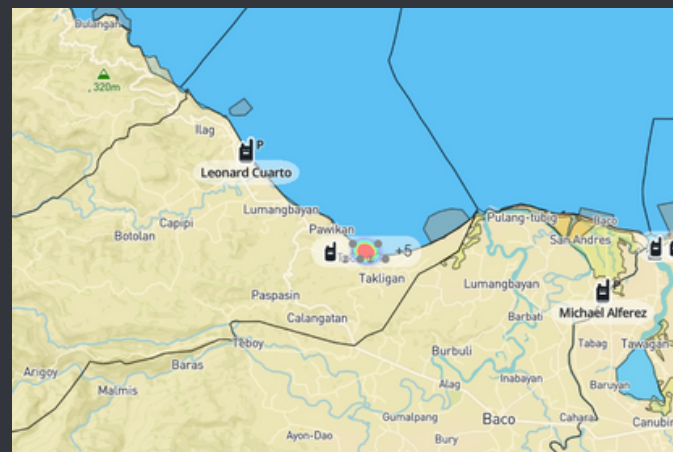 Bulangan
320m
Ilag
P
Leonard Cuarto
Lumangbayan
Capipi
Botolan
Pawikan
+5
Takligan
Pulang-tubig
Baco
San Andres
Lumangbayan
P
Michael Alferez
Paspasin
Calangatan
Barbati
Teboy
Tabag
Tawagan
Burbuli
Baras
Arigoy
Malmis
Alag
Inabayan
Baruyan
Gumalpang
Baco
Cahara
Canubin
Ayon-Dao
Bury